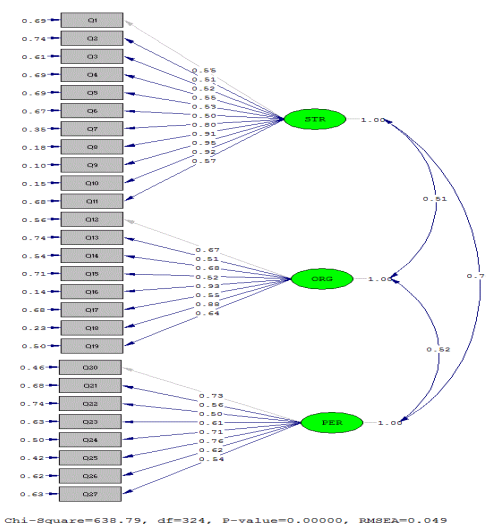 0.69 Q1
0.74 Q2
0.61 Q3
0.69 Q4
0.69 Q5
0.67 Q6
0.35 Q7
0.18 Q8
0.10 Q9
0.15 Q10
0.68 Q11
0.56 Q12
0.74 Q13
0.54 Q14
0.71 Q15
0.14 Q16
0.68 Q17
0.23 Q18
0.50 Q19
0.46 Q20
0.68 Q21
0.74 Q22
0.63 Q23
0.50 Q24
0.42 Q25
0.62 Q26
0.63 Q27
0.55
0.51
0.52
0.55
0.53
0.50
0.80
0.91
0.95
0.92
0.57
STR 1.00
0.67
0.51
0.68
0.52
0.93
0.55
0.88
0.64
ORG 1.00
0.73
0.56
0.50
0.61
0.71
0.76
0.62
0.54
PER 1.00
0.51
0.7
0.52
Chi-Square=638.79, df=324, P-value=0.00000, RMSEA=0.049